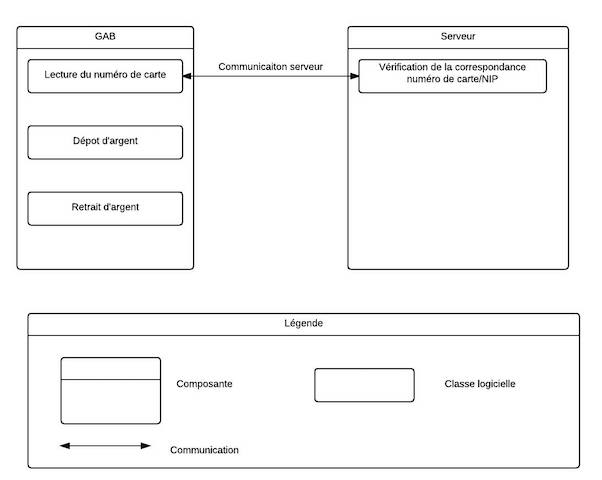 GAB
Serveur
Lecture du numéro de carte
Communicaiton serveur
Vérification de la correspondance
numéro de carte/NIP
Dépot d'argent
Retrait d'argent
Légende
Composante
Classe logicielle
Communication